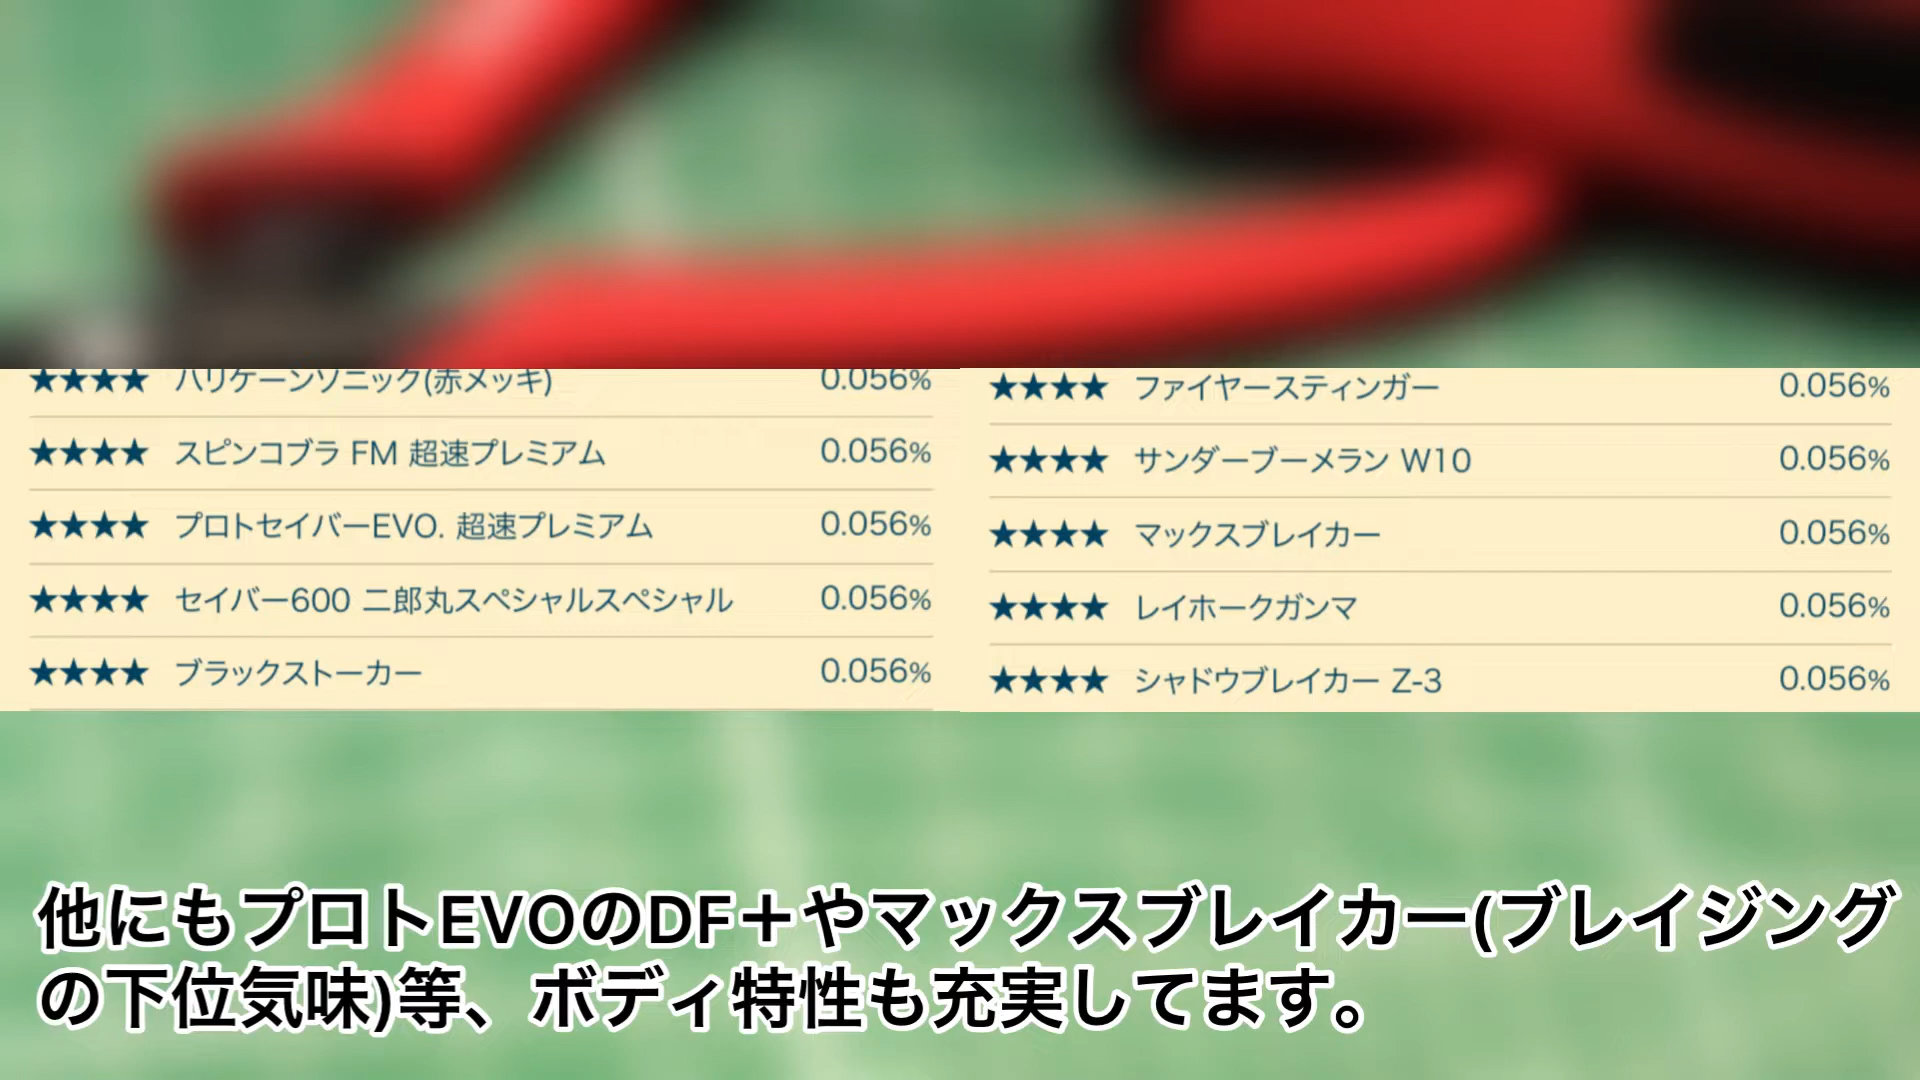 ★★★★ ハリケーンソニック(赤メッキ) 0.056%
★★★★ スピンコブラ FM 超速プレミアム 0.056%
★★★★ プロトセイバーEVO. 超速プレミアム 0.056%
★★★★ セイバー600 二郎丸スペシャルスペシャル 0.056%
★★★★ ブラックストーカー 0.056%
★★★★ ファイヤースティンガー 0.056%
★★★★ サンダーブーメラン W10 0.056%
★★★★ マックスブレイカー 0.056%
★★★★ レイホークガンマ 0.056%
★★★★ シャドウブレイカー Z-3 0.056%
他にもプロトEVOのDF＋やマックスブレイカー(ブレイジング
の下位気味)等、ボディ特性も充実してます。